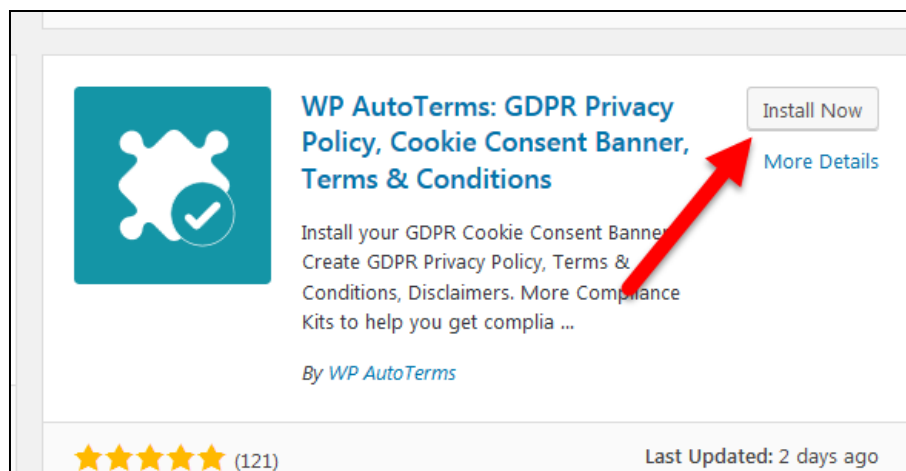 WP AutoTerms: GDPR Privacy
Policy, Cookie Consent Banner,
Terms & Conditions
Install Now
More Details
Install your GDPR Cookie Consent Banner
Create GDPR Privacy Policy, Terms &
Conditions, Disclaimers. More Compliance
Kits to help you get complia ...
By WP AutoTerms
(121)
Last Updated: 2 days ago